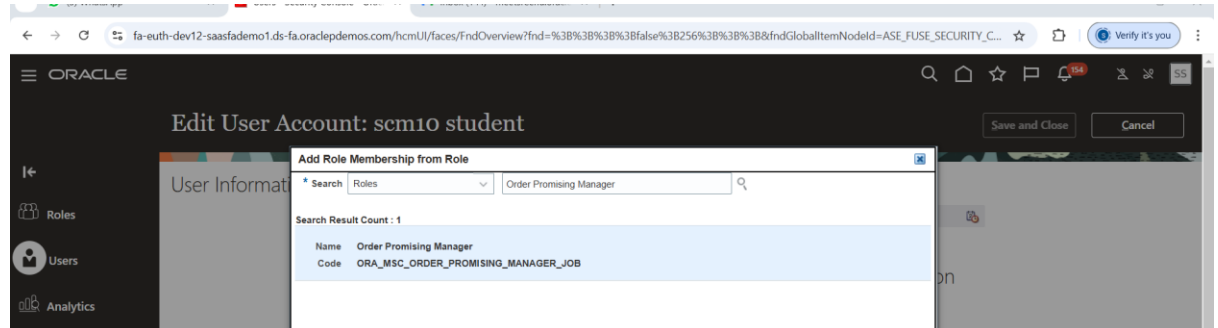 fa-euth-dev12-saasfademo1.ds-fa.oraclepdemos.com/hcmUI/faces/FndOverview?fnd=%3B%3B%3B%3Bfalse%3B256%3B%3B%3B&fndGlobalItemNodeId=ASE_FUSE_SECURITY_C... Verify it's you
ORACLE 154 SS
Edit User Account: scm10 student Save and Close Cancel
Add Role Membership from Role
User Informati * Search Roles Order Promising Manager
Roles
Search Result Count : 1
Name Order Promising Manager
Users Code ORA_MSC_ORDER_PROMISING_MANAGER_JOB
on
Analytics